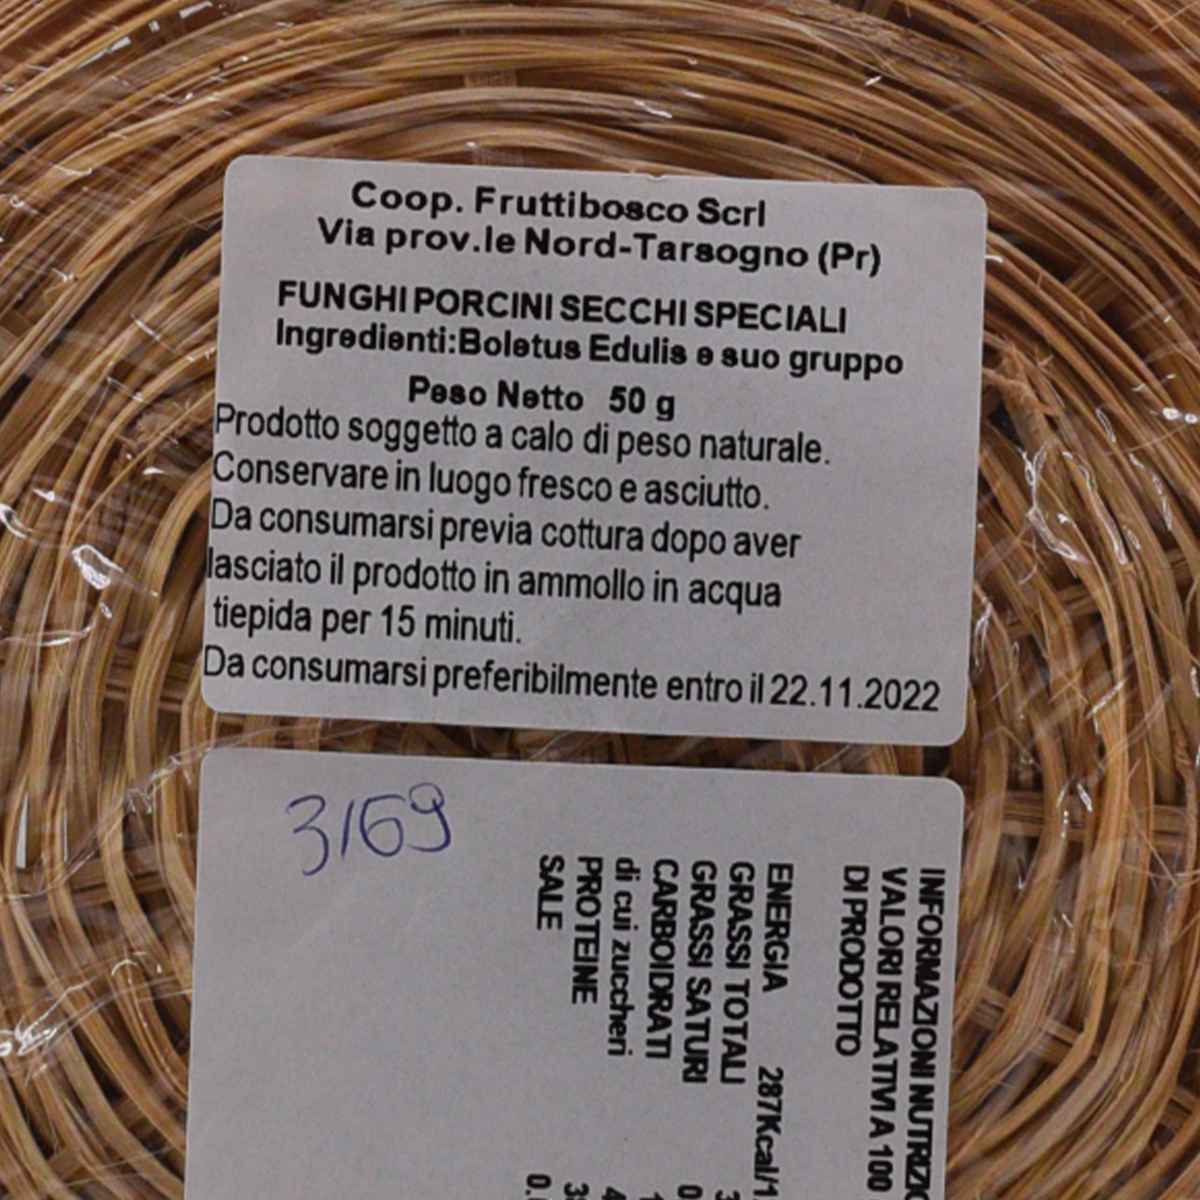 Coop. Fruttibosco Scrl
Via prov.le Nord-Tarsogno (Pr)
FUNGHI PORCINI SECCHI SPECIALI
Ingredienti:Boletus Edulis e suo gruppo
Peso Netto 50 g
Prodotto soggetto a calo di peso naturale.
Conservare in luogo fresco e asciutto.
Da consumarsi previa cottura dopo aver
lasciato il prodotto in ammollo in acqua
tiepida per 15 minuti.
Da consumarsi preferibilmente entro il 22.11.2022
3169
INFORMAZIONI
VALORI RELATIVI A 100
DI PRODOTTO
ENERGIA 287Kcal/1
GRASSI TOTALI
GRASSI SATURI
CARBOIDRATI
di cui zuccheri
PROTEINE
SALE